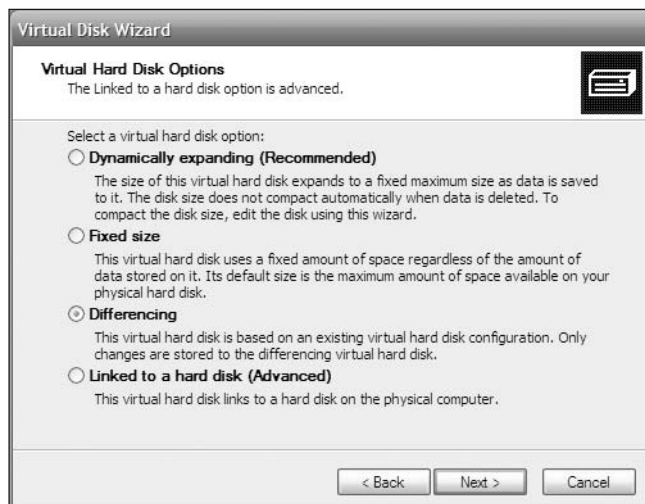 Virtual Disk Wizard
Virtual Hard Disk Options
The Linked to a hard disk option is advanced.
Select a virtual hard disk option:
Dynamically expanding (Recommended)
The size of this virtual hard disk expands to a fixed maximum size as data is saved
to it. The disk size does not compact automatically when data is deleted. To
compact the disk size, edit the disk using this wizard.
Fixed size
This virtual hard disk uses a fixed amount of space regardless of the amount of
data stored on it. Its default size is the maximum amount of space available on your
physical hard disk.
Differencing
This virtual hard disk is based on an existing virtual hard disk configuration. Only
changes are stored to the differencing virtual hard disk.
Linked to a hard disk (Advanced)
This virtual hard disk links to a hard disk on the physical computer.
< Back Next > Cancel